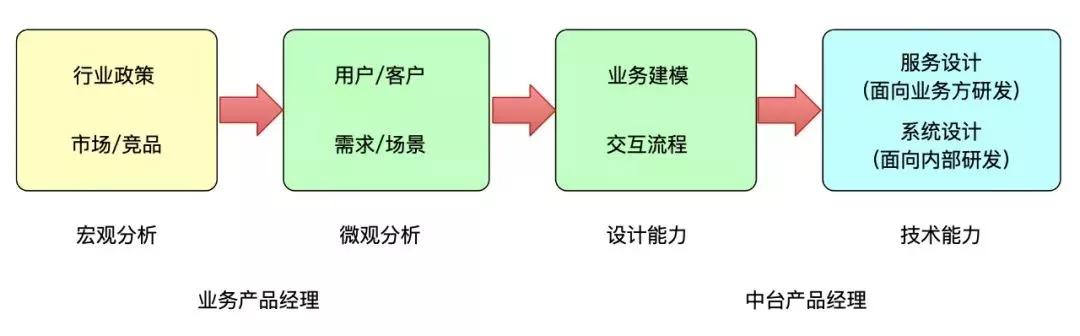 行业政策
市场/竞品
用户/客户
需求/场景
业务建模
交互流程
服务设计
(面向业务方研发)
系统设计
(面向内部研发)
宏观分析
微观分析
设计能力
技术能力
业务产品经理
中台产品经理